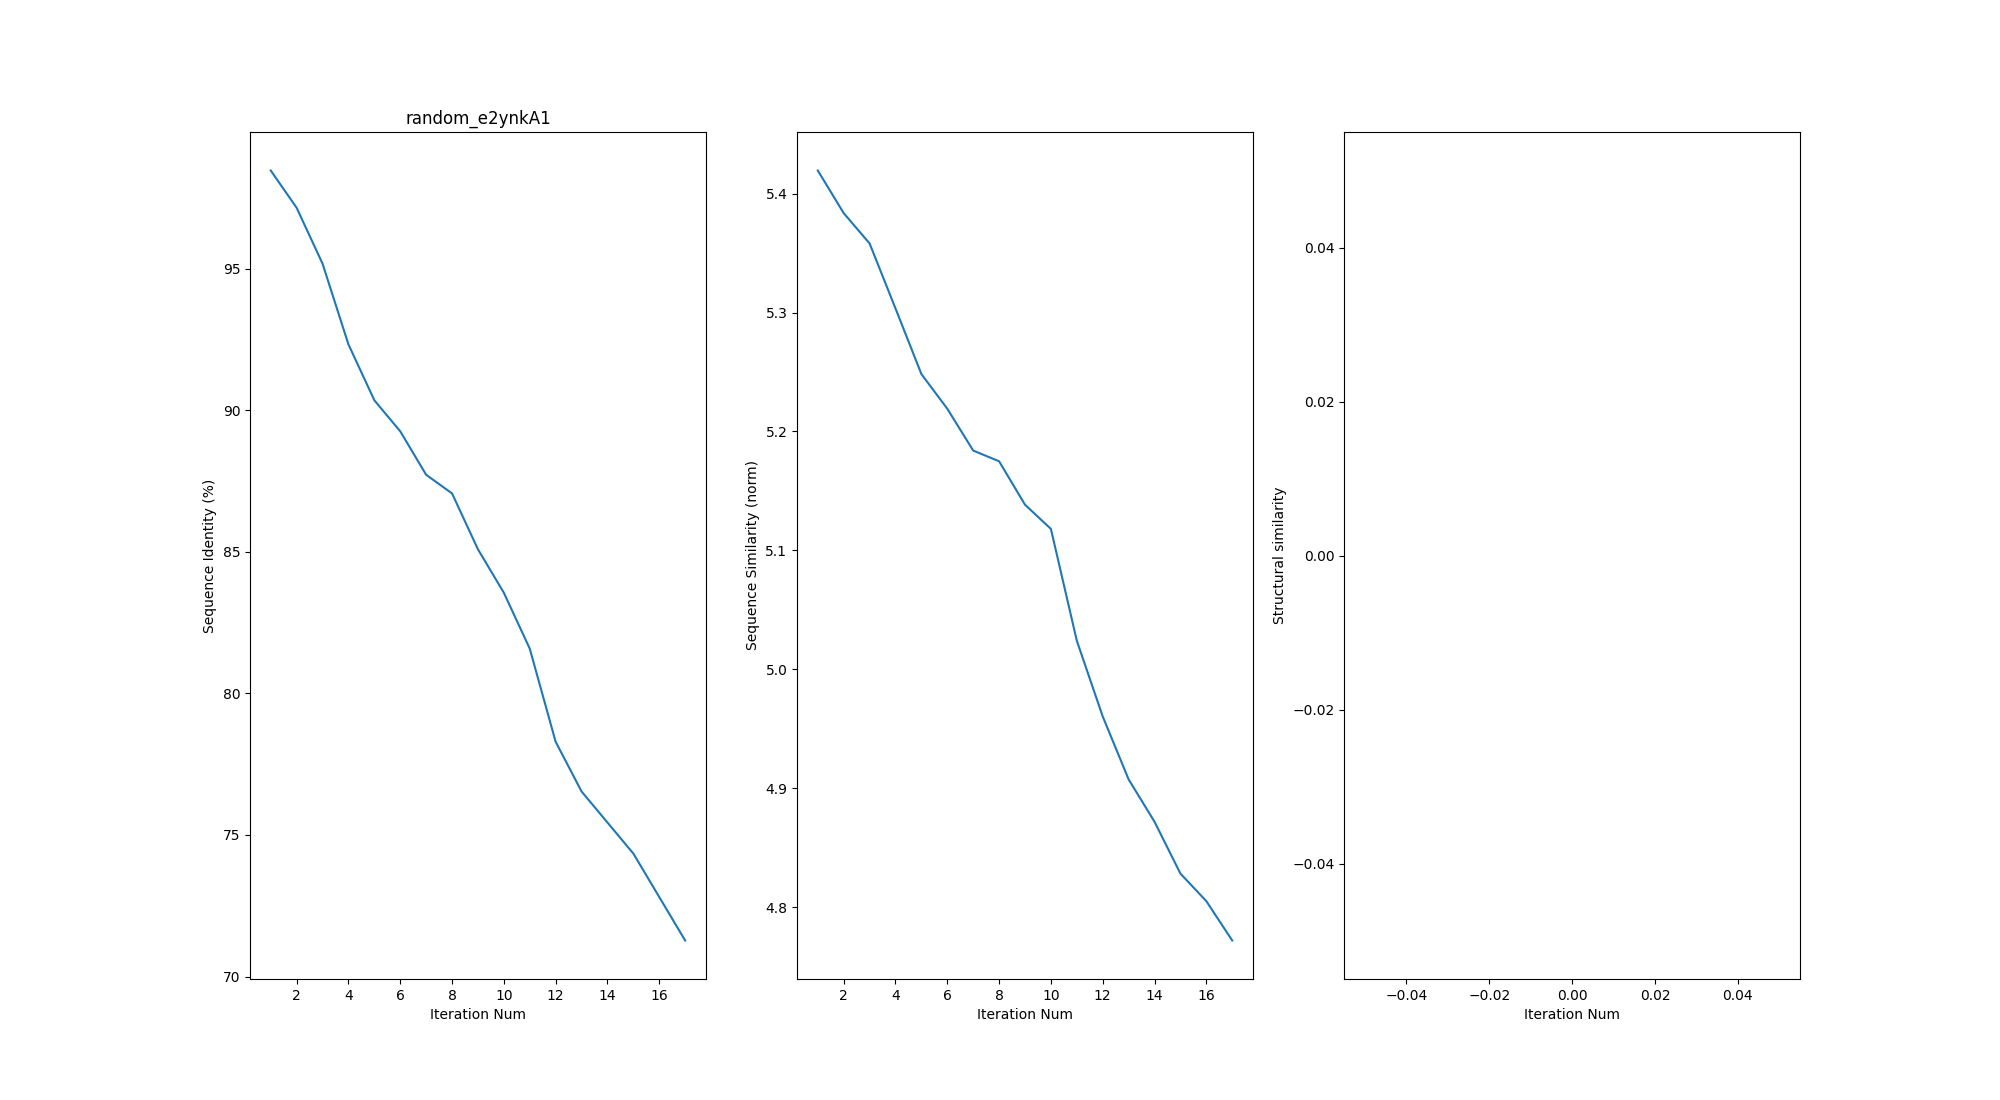 random_e2ynkA1
Sequence Identity (%)
95
90
85
80
75
70
2 4 6 8 10 12 14 16
Iteration Num
Sequence Similarity (norm)
5.4
5.3
5.2
5.1
5.0
4.9
4.8
2 4 6 8 10 12 14 16
Iteration Num
Structural similarity
0.04
0.02
0.00
−0.02
−0.04
−0.04 −0.02 0.00 0.02 0.04
Iteration Num